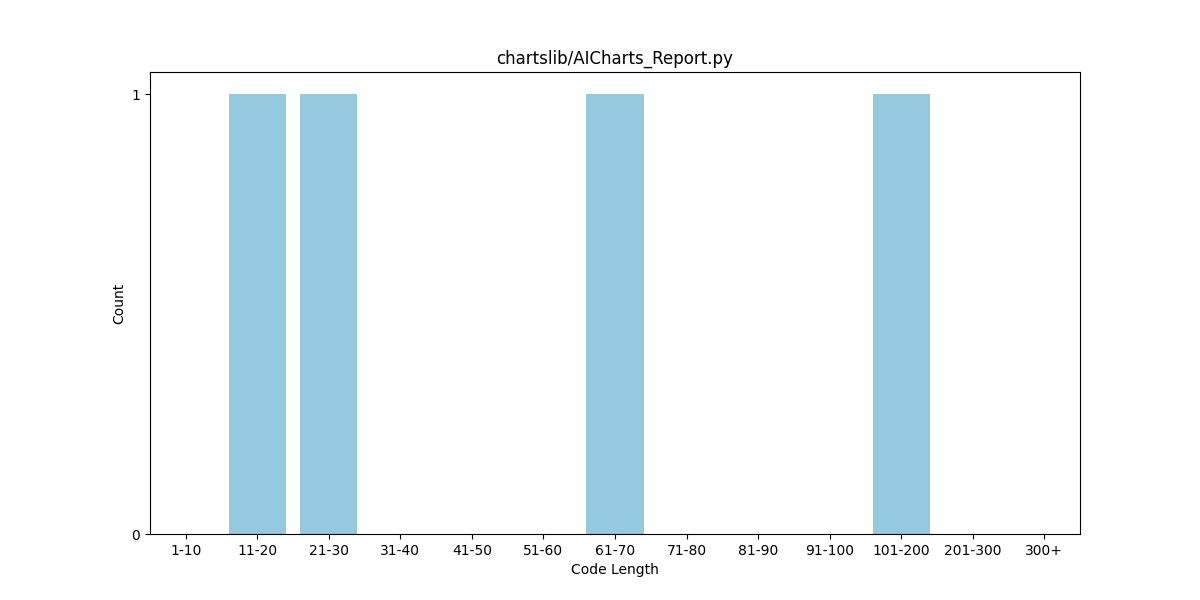 chartslib/AICharts_Report.py
1
Count
0
1-10 11-20 21-30 31-40 41-50 51-60 61-70 71-80 81-90 91-100 101-200 201-300 300+
Code Length